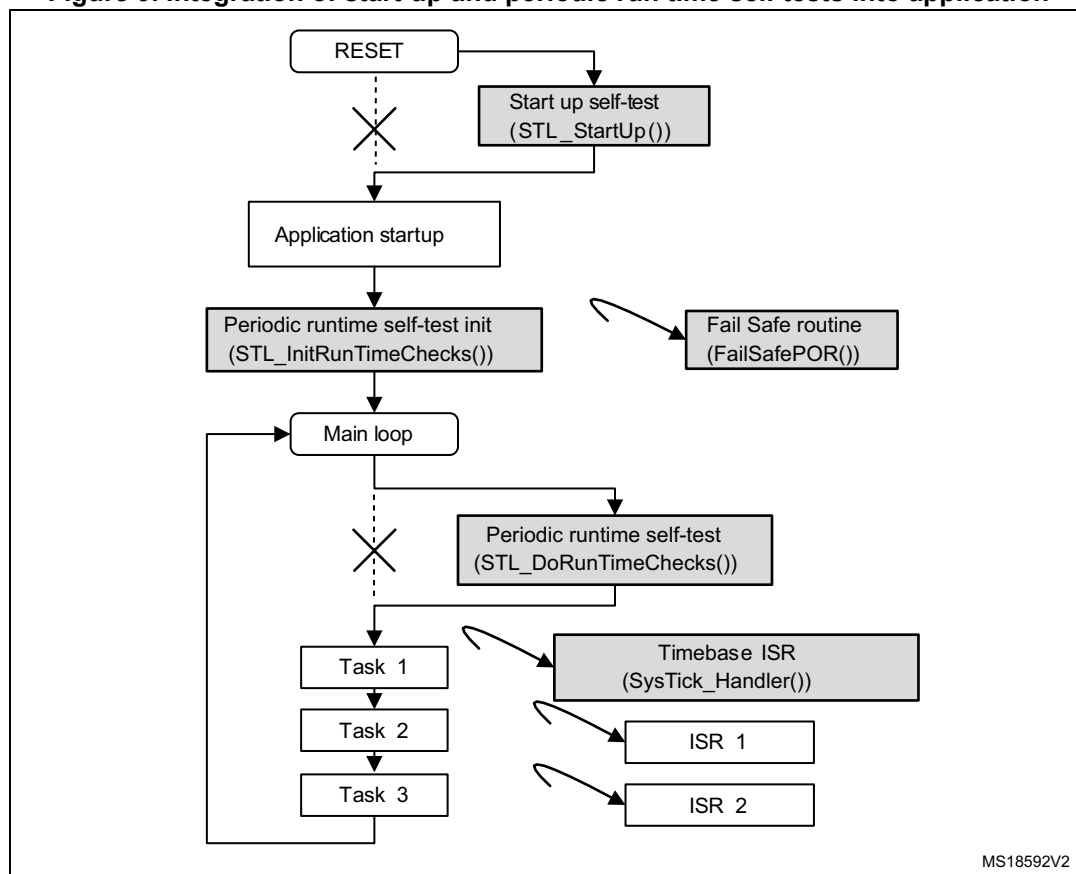 RESET
Start up self-test
(STL_StartUp())
Application startup
Periodic runtime self-test init
(STL_InitRunTimeChecks())
Fail Safe routine
(FailSafePOR())
Main loop
Periodic runtime self-test
(STL_DoRunTimeChecks())
Task 1
Timebase ISR
(SysTick_Handler())
Task 2
ISR 1
Task 3
ISR 2
MS18592V2